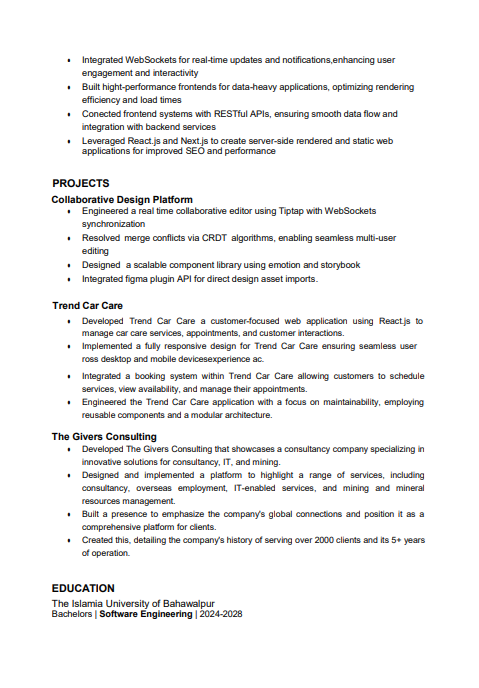 • Integrated WebSockets for real-time updates and notifications,enhancing user
engagement and interactivity
• Built hight-performance frontends for data-heavy applications, optimizing rendering
efficiency and load times
• Conected frontend systems with RESTful APIs, ensuring smooth data flow and
integration with backend services
• Leveraged React.js and Next.js to create server-side rendered and static web
applications for improved SEO and performance
PROJECTS
Collaborative Design Platform
• Engineered a real time collaborative editor using Tiptap with WebSockets
synchronization
• Resolved merge conflicts via CRDT algorithms, enabling seamless multi-user
editing
• Designed a scalable component library using emotion and storybook
• Integrated figma plugin API for direct design asset imports.
Trend Car Care
• Developed Trend Car Care a customer-focused web application using React.js to
manage car care services, appointments, and customer interactions.
• Implemented a fully responsive design for Trend Car Care ensuring seamless user
ross desktop and mobile devicesexperience ac.
• Integrated a booking system within Trend Car Care allowing customers to schedule
services, view availability, and manage their appointments.
• Engineered the Trend Car Care application with a focus on maintainability, employing
reusable components and a modular architecture.
The Givers Consulting
• Developed The Givers Consulting that showcases a consultancy company specializing in
innovative solutions for consultancy, IT, and mining.
• Designed and implemented a platform to highlight a range of services, including
consultancy, overseas employment, IT-enabled services, and mining and mineral
resources management.
• Built a presence to emphasize the company's global connections and position it as a
comprehensive platform for clients.
• Created this, detailing the company's history of serving over 2000 clients and its 5+ years
of operation.
EDUCATION
The Islamia University of Bahawalpur
Bachelors | Software Engineering | 2024-2028